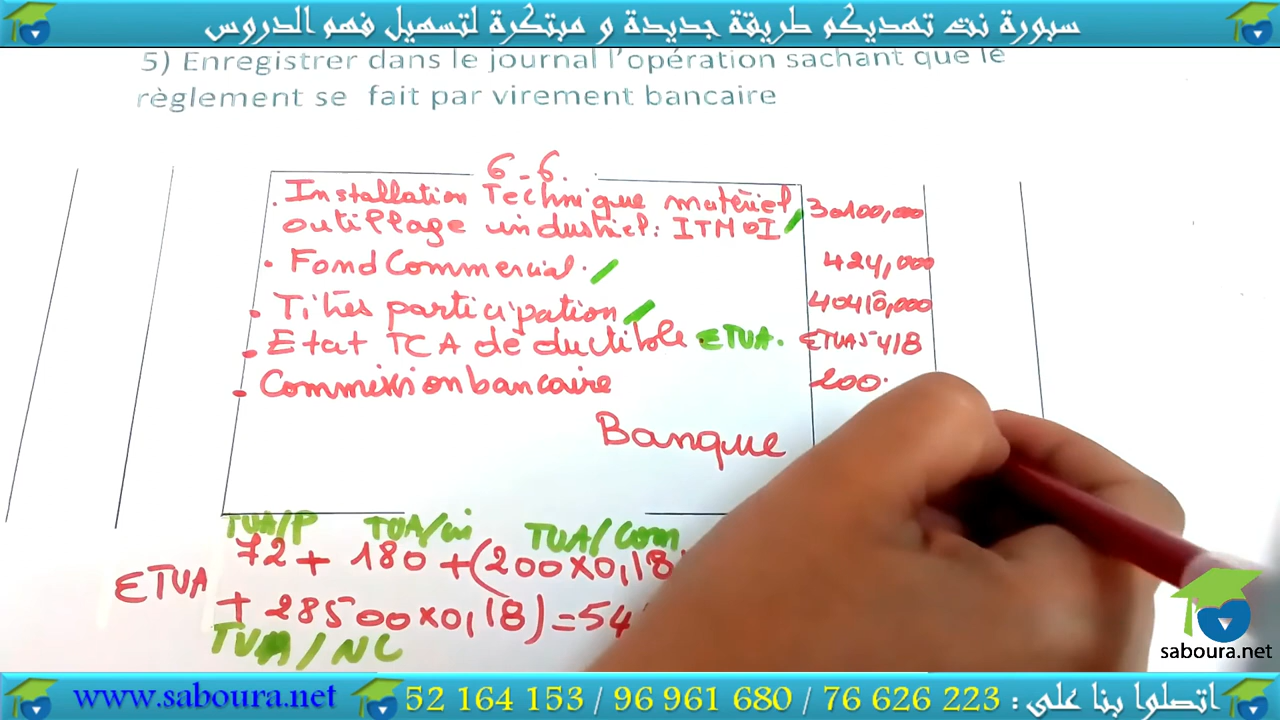 سبورة نت تهديكم طريقة جديدة و مبتكرة لتسهيل فهم الدروس
5) Enregistrer dans le journal l'opération sachant que le
règlement se fait par virement bancaire
6-6.
. Installation Technique matériel
outillage industriel: ITMOI 30100,000
. Fond Commercial. 424,000
. Titres participation 40410,000
. Etat TCA deductible ETVA. ETVA5418
. Commission bancaire 200.
Banque
TVA/P TVA/in TVA/com
72 + 180 + (200x0,18
ETVA
+ 28500x0,18) = 54
TVA/NC
saboura.net
www.saboura.net 52 164 153 / 96 961 680 / 76 626 223 : اتصلوا بنا على